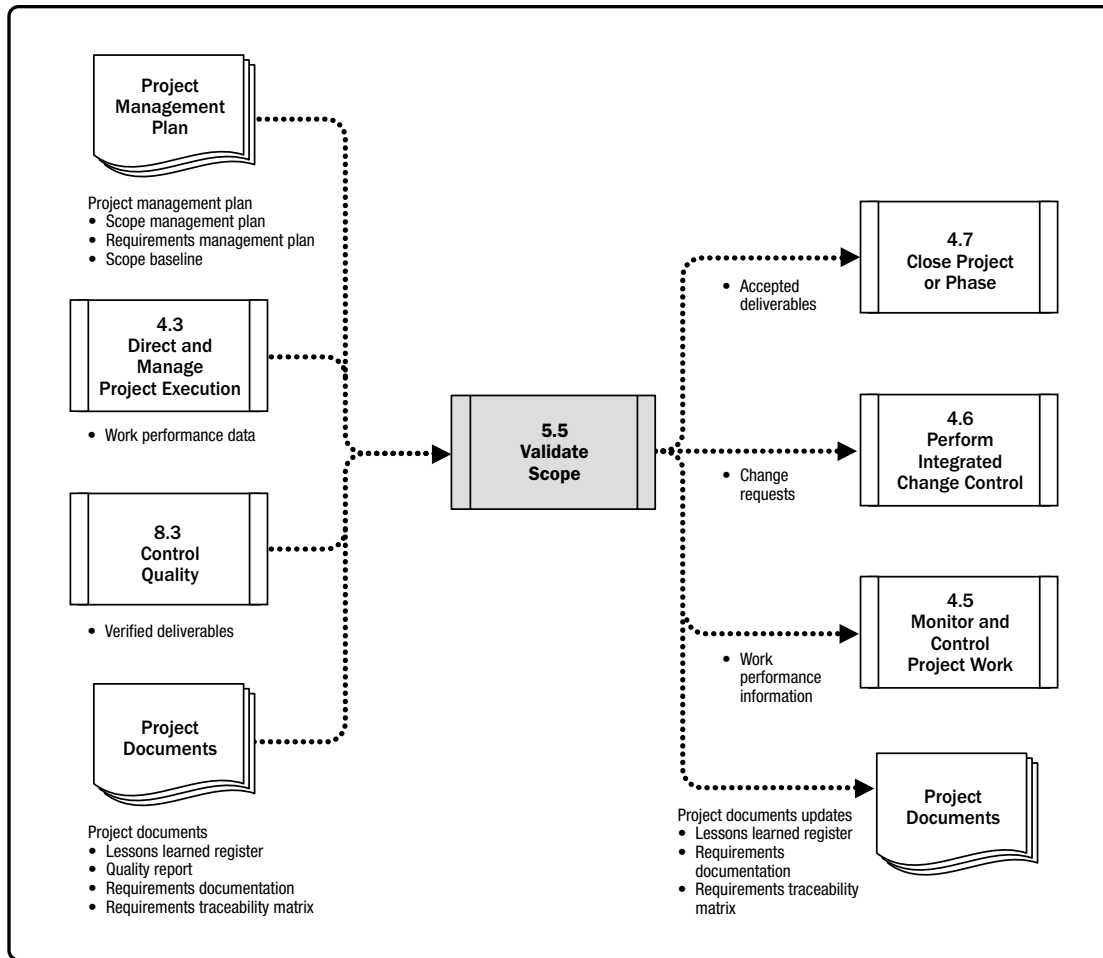 Project
Management
Plan
Project management plan
• Scope management plan
• Requirements management plan
• Scope baseline
4.3
Direct and
Manage
Project Execution
• Work performance data
8.3
Control
Quality
• Verified deliverables
Project
Documents
Project documents
• Lessons learned register
• Quality report
• Requirements documentation
• Requirements traceability matrix
5.5
Validate
Scope
• Accepted
deliverables
4.7
Close Project
or Phase
• Change
requests
4.6
Perform
Integrated
Change Control
• Work
performance
information
4.5
Monitor and
Control
Project Work
Project documents updates
• Lessons learned register
• Requirements
documentation
• Requirements traceability
matrix
Project
Documents